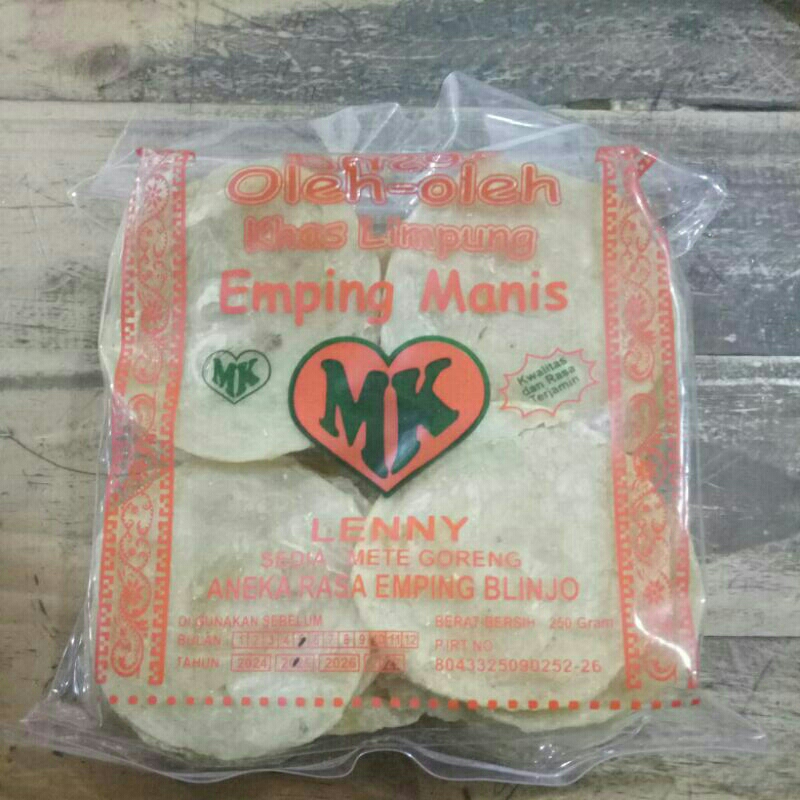 Oleh-oleh
Khas Limpung
Emping Manis
MK
MK
Kwalitas
dan Rasa
Terjamin
LENNY
SEDIA METE GORENG
ANEKA RASA EMPING BLINJO
DI GUNAKAN SEBELUM
BULAN 1 2 3 4 6 7 8 9 10 11 12
TAHUN 2024 2025 2026
BERAT BERSIH 250 Gram
P.IRT NO
8043325090252-26